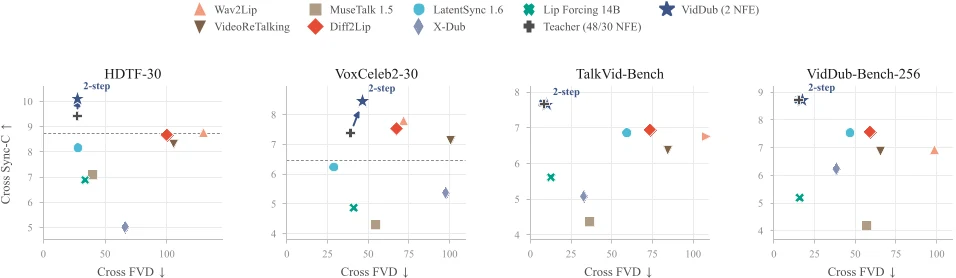 Wav2Lip MuseTalk 1.5 LatentSync 1.6 Lip Forcing 14B VidDub (2 NFE)
VideoReTalking Diff2Lip X-Dub Teacher (48/30 NFE)
HDTF-30 VoxCeleb2-30 TalkVid-Bench VidDub-Bench-256
Cross Sync-C ↑
2-step
10
9
8
7
6
5
0 50 100
Cross FVD ↓
2-step
8
7
6
5
4
0 25 50 75 100
Cross FVD ↓
2-step
8
7
6
5
4
0 25 50 75 100
Cross FVD ↓
2-step
9
8
7
6
5
4
0 25 50 75 100
Cross FVD ↓